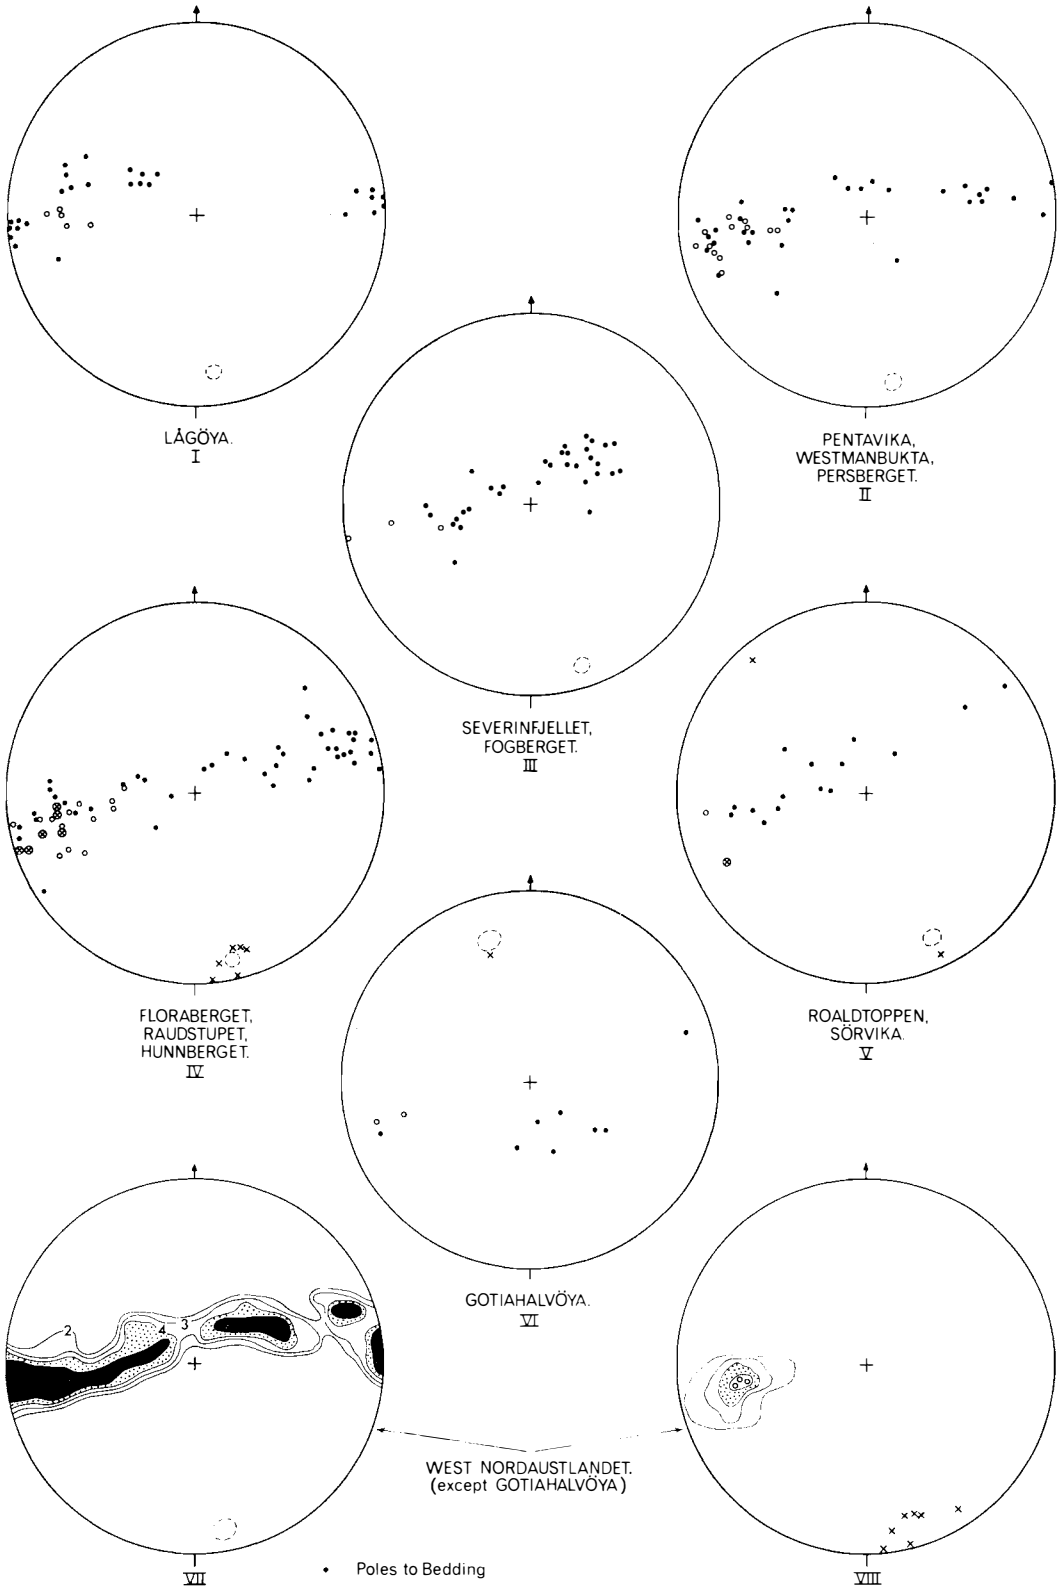 LÅGÖYA.
I
PENTAVIKA,
WESTMANBUKTA,
PERSBERGET.
II
SEVERINFJELLET,
FOGBERGET.
III
FLORABERGET,
RAUDSTUPET,
HUNNBERGET.
IV
ROALDTOPPEN,
SÖRVIKA.
V
GOTIAHALVÖYA.
VI
2
4
3
WEST NORDAUSTLANDET.
(except GOTIAHALVÖYA)
VII
Poles to Bedding
VIII